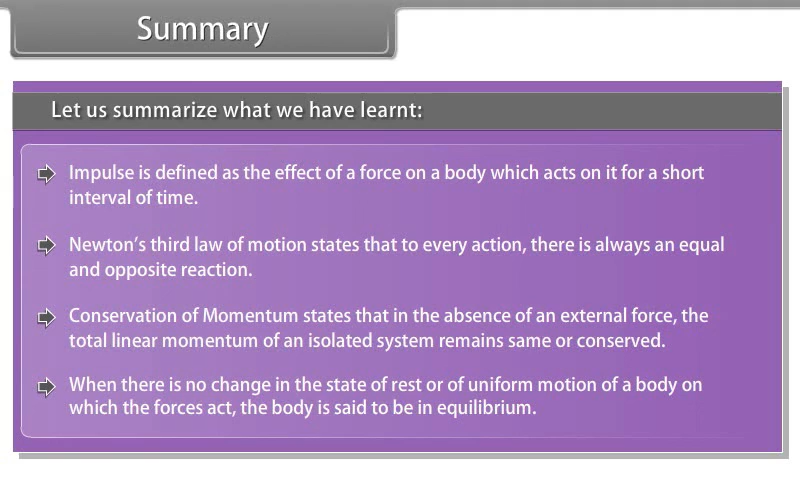 Summary
Let us summarize what we have learnt:
Impulse is defined as the effect of a force on a body which acts on it for a short
interval of time.
Newton's third law of motion states that to every action, there is always an equal
and opposite reaction.
Conservation of Momentum states that in the absence of an external force, the
total linear momentum of an isolated system remains same or conserved.
When there is no change in the state of rest or of uniform motion of a body on
which the forces act, the body is said to be in equilibrium.